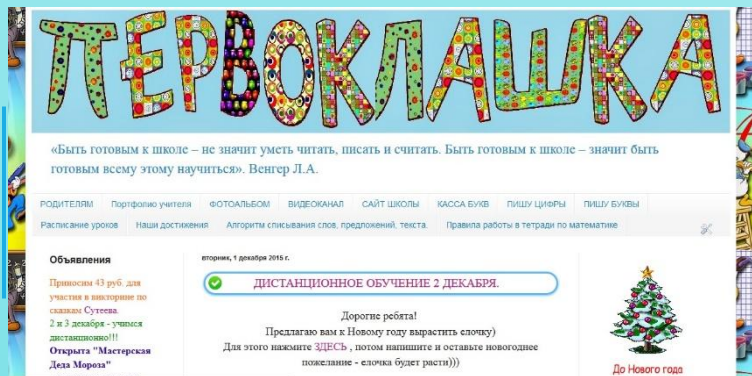 ПЕРВОКЛАШКА
«Быть готовым к школе – не значит уметь читать, писать и считать. Быть готовым к школе – значит быть
готовым всему этому научиться». Венгер Л.А.
РОДИТЕЛЯМ Портфолио учителя ФОТОАЛЬБОМ ВИДЕОКАНАЛ САЙТ ШКОЛЫ КАССА БУКВ ПИШУ ЦИФРЫ ПИШУ БУКВЫ
Расписание уроков Наши достижения Алгоритм списывания слов, предложений, текста. Правила работы в тетради по математике
Объявления
Приносим 43 руб. для
участия в викторине по
сказкам Сутеева.
2 и 3 декабря - учимся
дистанционно!!!
Открыта "Мастерская
Деда Мороза"
вторник, 1 декабря 2015 г.
ДИСТАНЦИОННОЕ ОБУЧЕНИЕ 2 ДЕКАБРЯ.
Дорогие ребята!
Предлагаю вам к Новому году вырастить елочку)
Для этого нажмите ЗДЕСЬ , потом напишите и оставьте новогоднее
пожелание - елочка будет расти)))
До Нового года